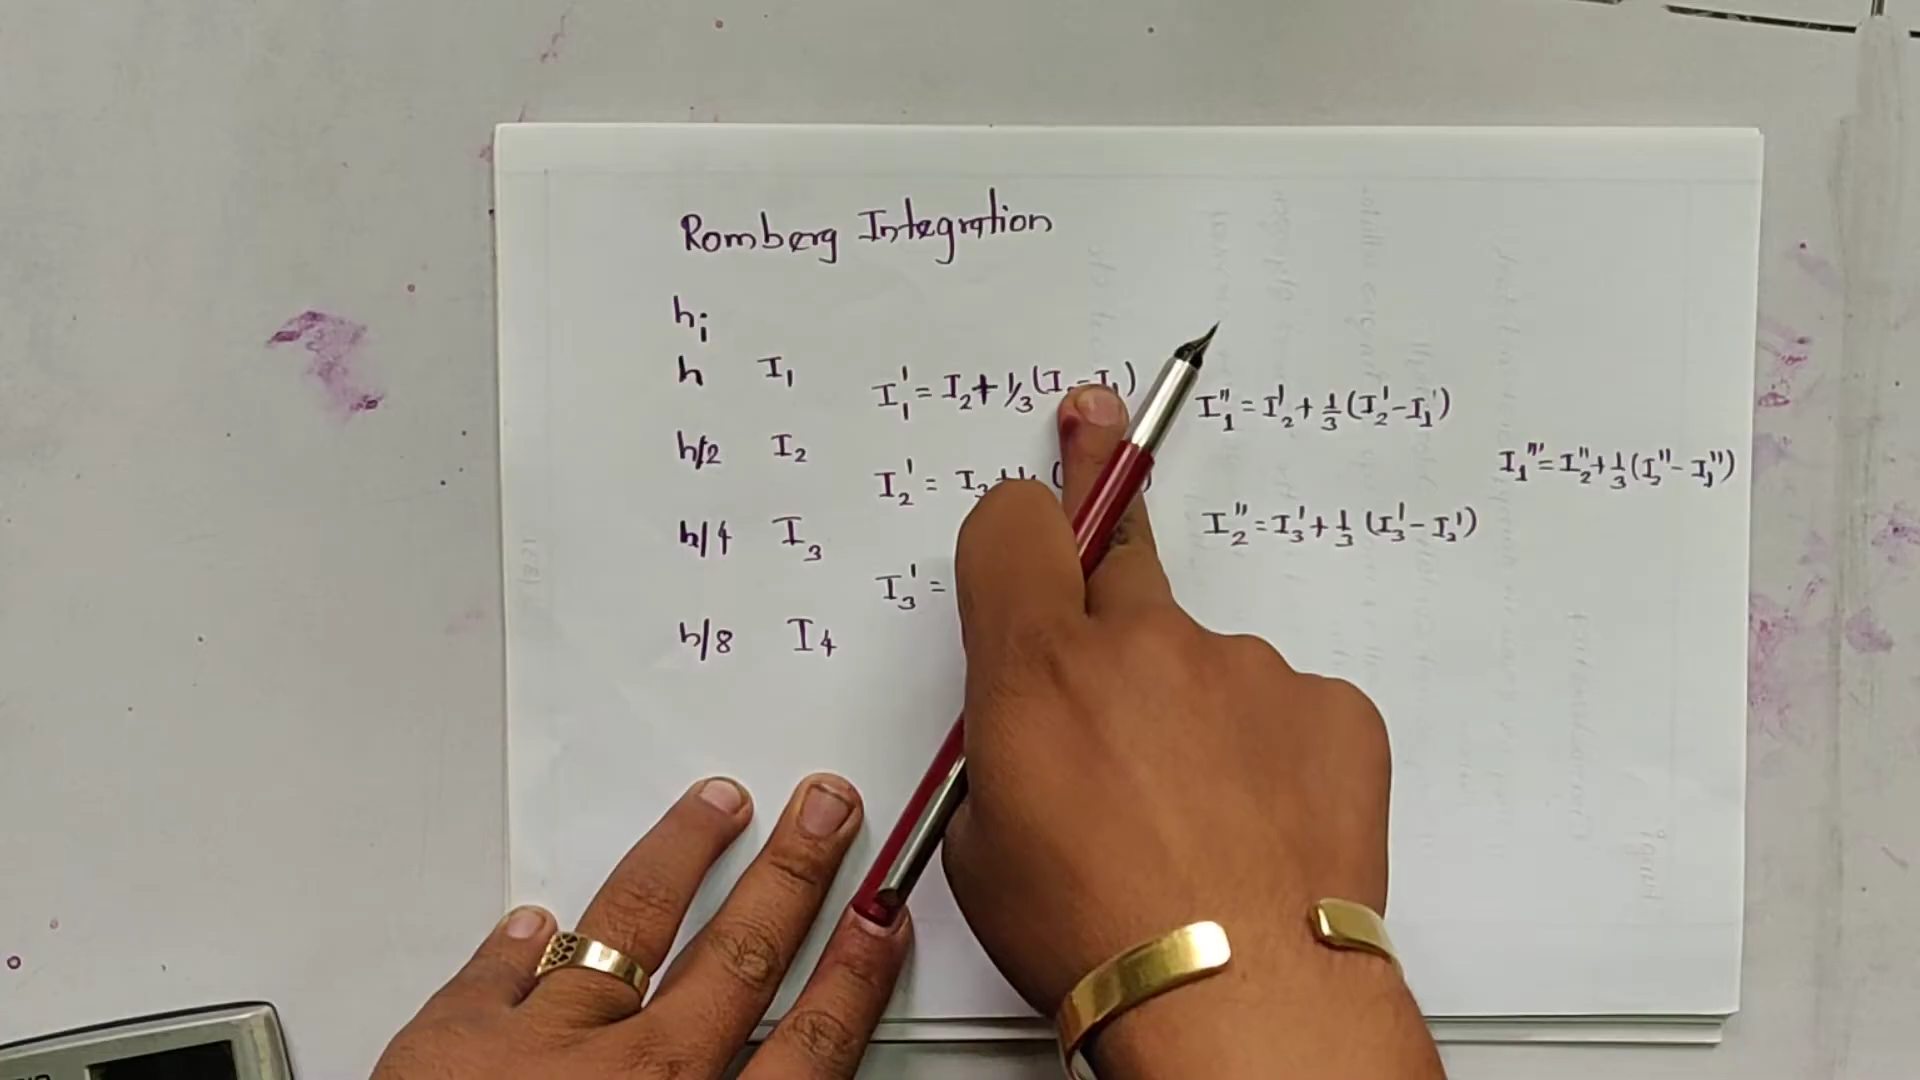 Romberg Integration
hi
h I₁
I₁' = I₂ + 1/3 (I - I₁)
I₁'' = I₂' + 1/3 (I₂' - I₁')
h/2 I₂
I₁''' = I₂'' + 1/3 (I₂'' - I₁'')
I₂' = I₃ +
I₂'' = I₃' + 1/3 (I₃' - I₂')
h/4 I₃
I₃' =
h/8 I₄